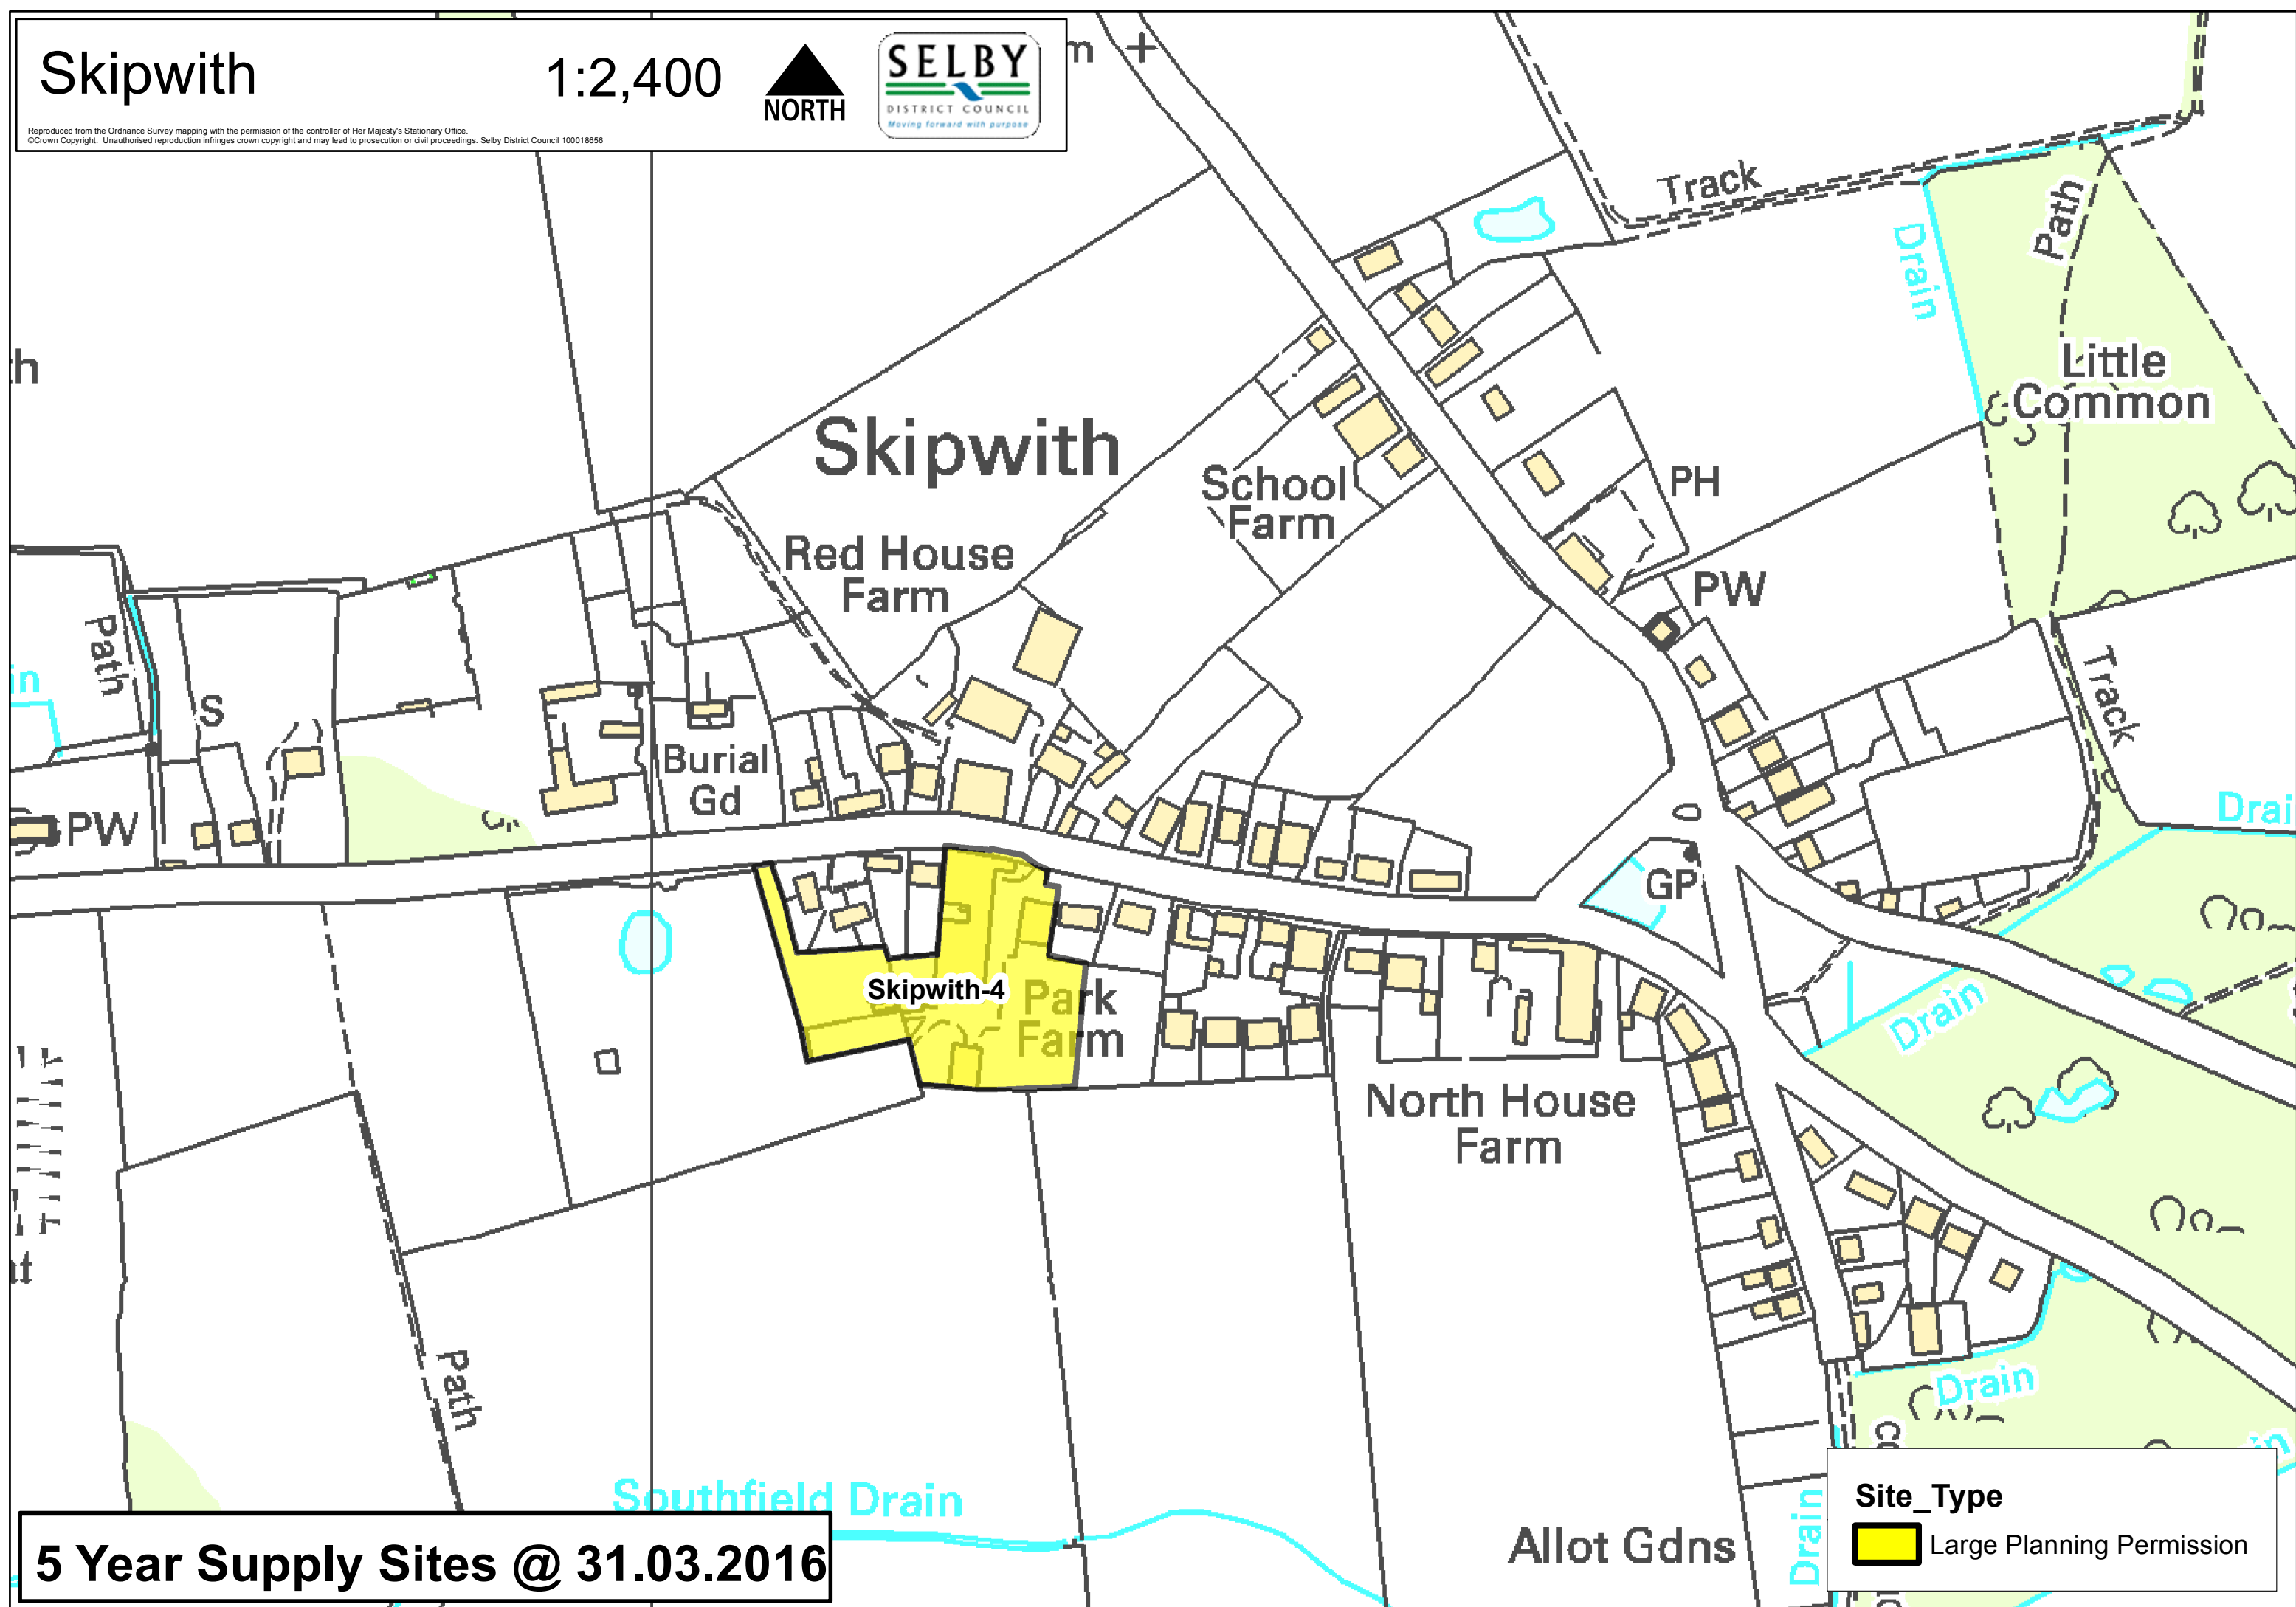 Skipwith
1:2,400
NORTH
SELBY
DISTRICT COUNCIL
Moving forward with purpose
Reproduced from the Ordnance Survey mapping with the permission of the controller of Her Majesty's Stationary Office.
©Crown Copyright. Unauthorised reproduction infringes crown copyright and may lead to prosecution or civil proceedings. Selby District Council 100018656
Track
Path
Drain
Little
Common
Skipwith
School
Farm
PH
Red House
Farm
PW
Path
S
Track
Burial
Gd
PW
GP
Skipwith-4
Park
Farm
Drain
North House
Farm
Path
Drain
Southfield Drain
Allot Gdns
Drain
Site_Type
Large Planning Permission
5 Year Supply Sites @ 31.03.2016